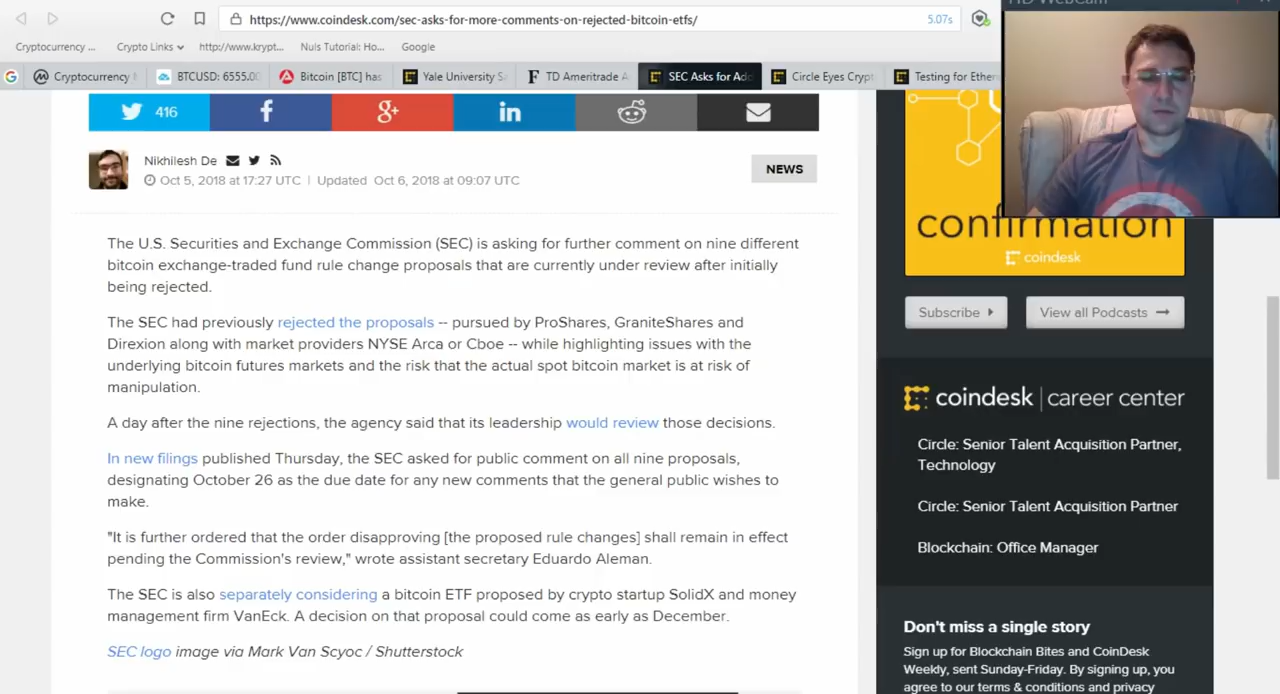 https://www.coindesk.com/sec-asks-for-more-comments-on-rejected-bitcoin-etfs/
5.07s
HD WebCam
Cryptocurrency ...
Crypto Links
http://www.krypt...
Nuis Tutorial: Ho...
Google
Cryptocurrency
BTCUSD: 6555.00
Bitcoin [BTC] has
Yale University S
TD Ameritrade A
SEC Asks for Add
Circle Eyes Crypt
Testing for Ether
416
Nikhilesh De
Oct 5, 2018 at 17:27 UTC | Updated Oct 6, 2018 at 09:07 UTC
NEWS
The U.S. Securities and Exchange Commission (SEC) is asking for further comment on nine different
bitcoin exchange-traded fund rule change proposals that are currently under review after initially
being rejected.
The SEC had previously rejected the proposals -- pursued by ProShares, GraniteShares and
Direxion along with market providers NYSE Arca or Cboe -- while highlighting issues with the
underlying bitcoin futures markets and the risk that the actual spot bitcoin market is at risk of
manipulation.
A day after the nine rejections, the agency said that its leadership would review those decisions.
In new filings published Thursday, the SEC asked for public comment on all nine proposals,
designating October 26 as the due date for any new comments that the general public wishes to
make.
"It is further ordered that the order disapproving [the proposed rule changes] shall remain in effect
pending the Commission's review," wrote assistant secretary Eduardo Aleman.
The SEC is also separately considering a bitcoin ETF proposed by crypto startup SolidX and money
management firm VanEck. A decision on that proposal could come as early as December.
SEC logo image via Mark Van Scyoc / Shutterstock
confirmation
coindesk
Subscribe
View all Podcasts
coindesk | career center
Circle: Senior Talent Acquisition Partner,
Technology
Circle: Senior Talent Acquisition Partner
Blockchain: Office Manager
Don't miss a single story
Sign up for Blockchain Bites and CoinDesk
Weekly, sent Sunday-Friday. By signing up, you
agree to our terms & conditions and privacy